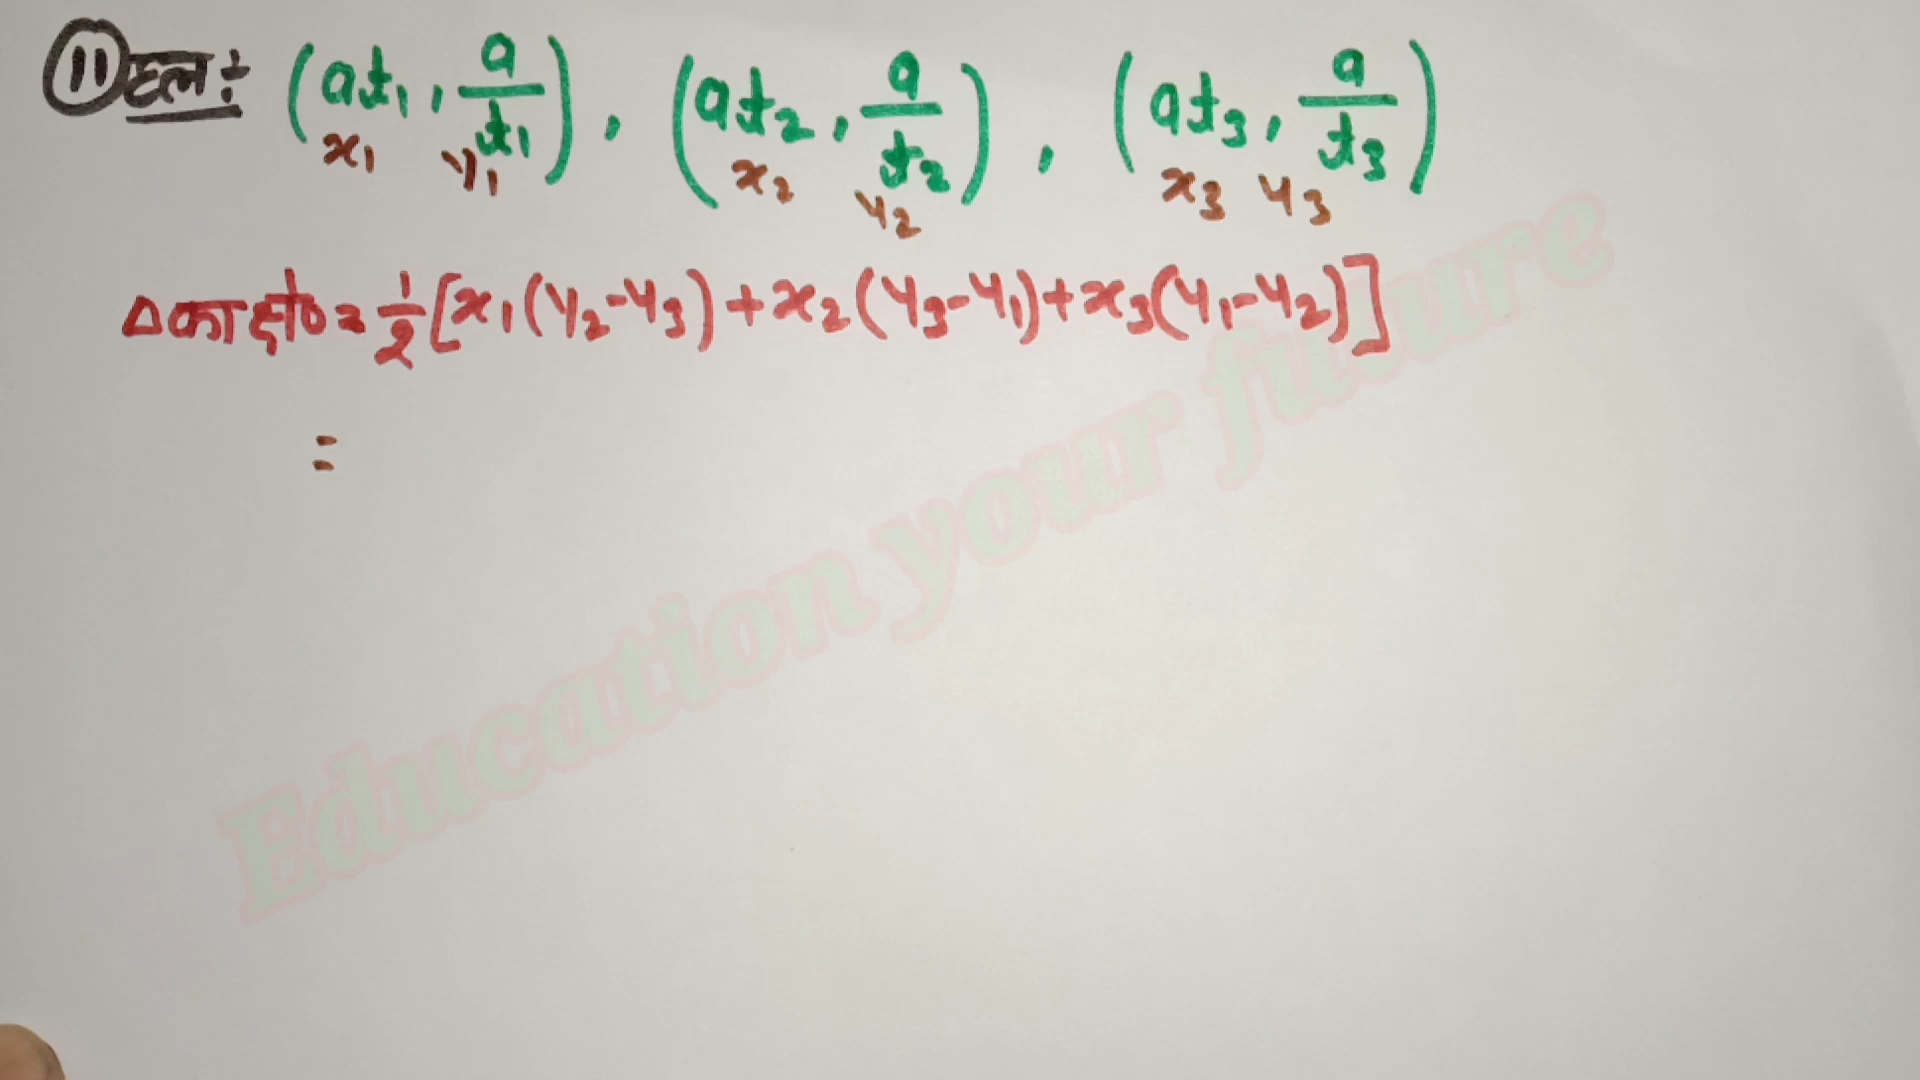 (11) हल ÷ (at₁, a/t₁), (at₂, a/t₂), (at₃, a/t₃)
x₁ y₁ x₂ y₂ x₃ y₃
Δ का क्षे० = 1/2 [x₁(y₂-y₃)+x₂(y₃-y₁)+x₃(y₁-y₂)]
=
Education your future